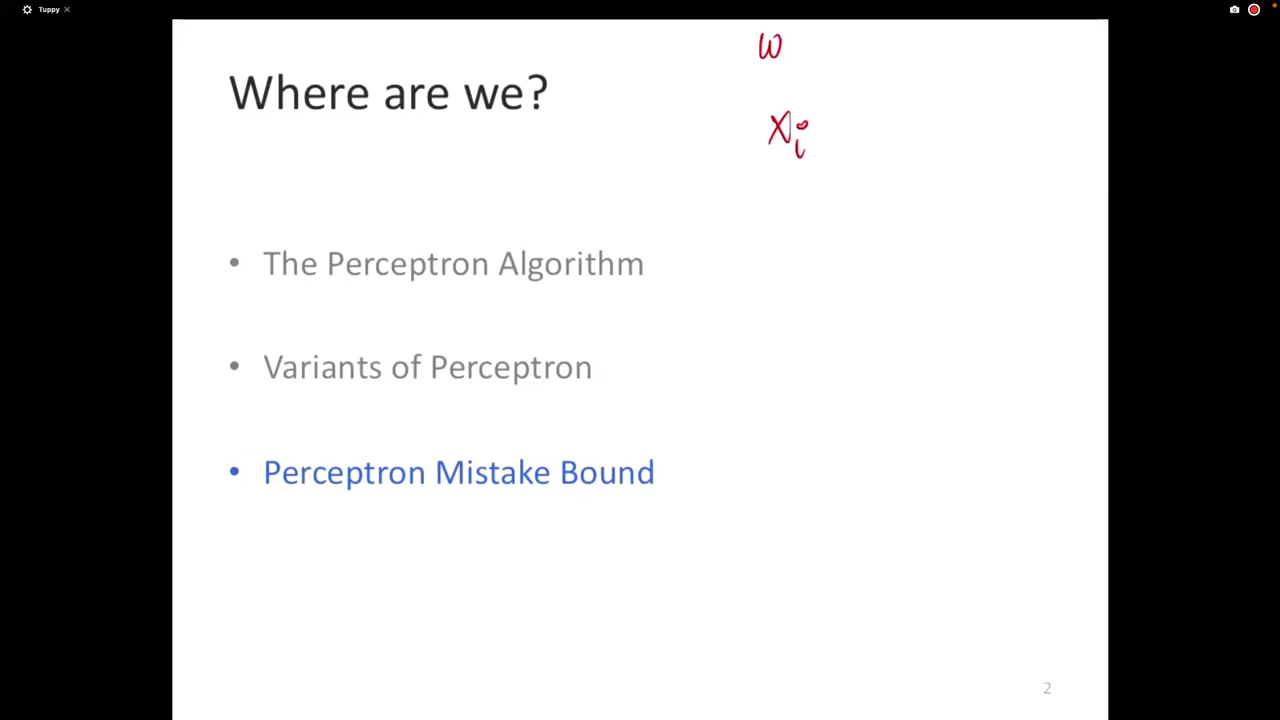 Tuppy
w
Where are we?
xi
• The Perceptron Algorithm
• Variants of Perceptron
• Perceptron Mistake Bound
2